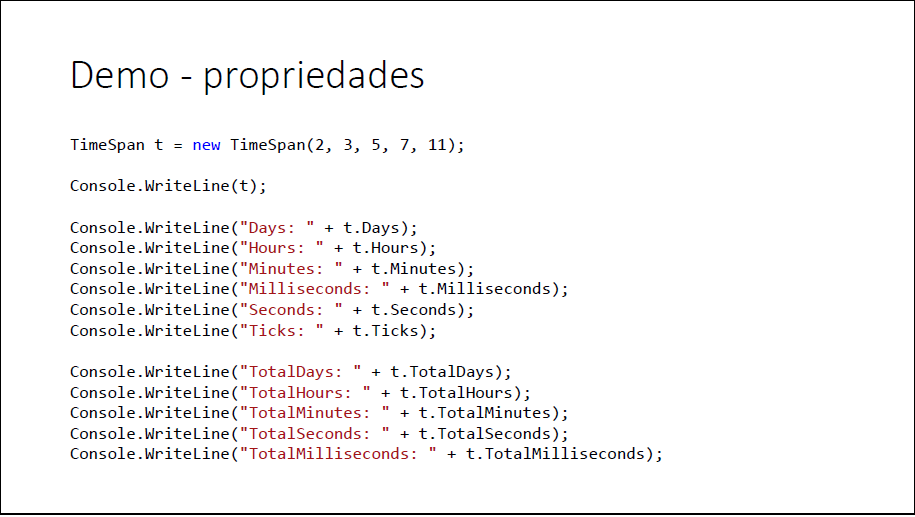 Demo - propriedades
TimeSpan t = new TimeSpan(2, 3, 5, 7, 11);
Console.WriteLine(t);
Console.WriteLine("Days: " + t.Days);
Console.WriteLine("Hours: " + t.Hours);
Console.WriteLine("Minutes: " + t.Minutes);
Console.WriteLine("Milliseconds: " + t.Milliseconds);
Console.WriteLine("Seconds: " + t.Seconds);
Console.WriteLine("Ticks: " + t.Ticks);
Console.WriteLine("TotalDays: " + t.TotalDays);
Console.WriteLine("TotalHours: " + t.TotalHours);
Console.WriteLine("TotalMinutes: " + t.TotalMinutes);
Console.WriteLine("TotalSeconds: " + t.TotalSeconds);
Console.WriteLine("TotalMilliseconds: " + t.TotalMilliseconds);